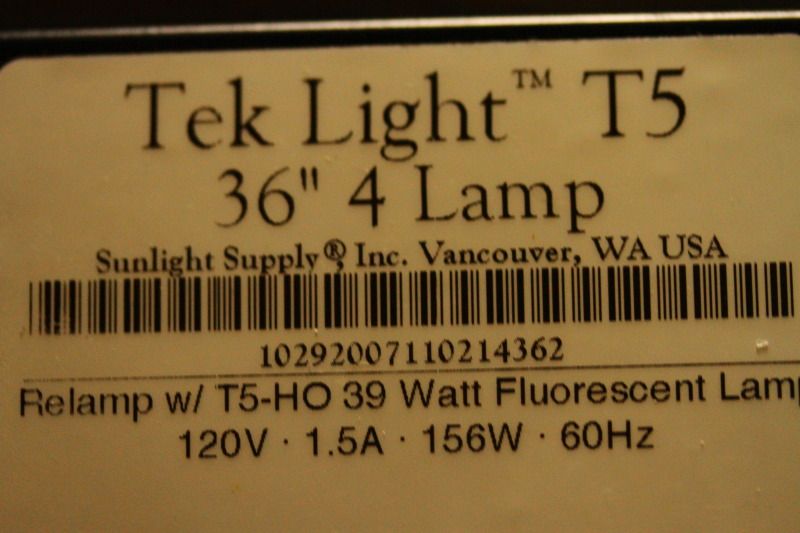 Tek Light™ T5
36" 4 Lamp
Sunlight Supply®, Inc. Vancouver, WA USA
10292007110214362
Relamp w/ T5-HO 39 Watt Fluorescent Lamp
120V · 1.5A · 156W · 60Hz